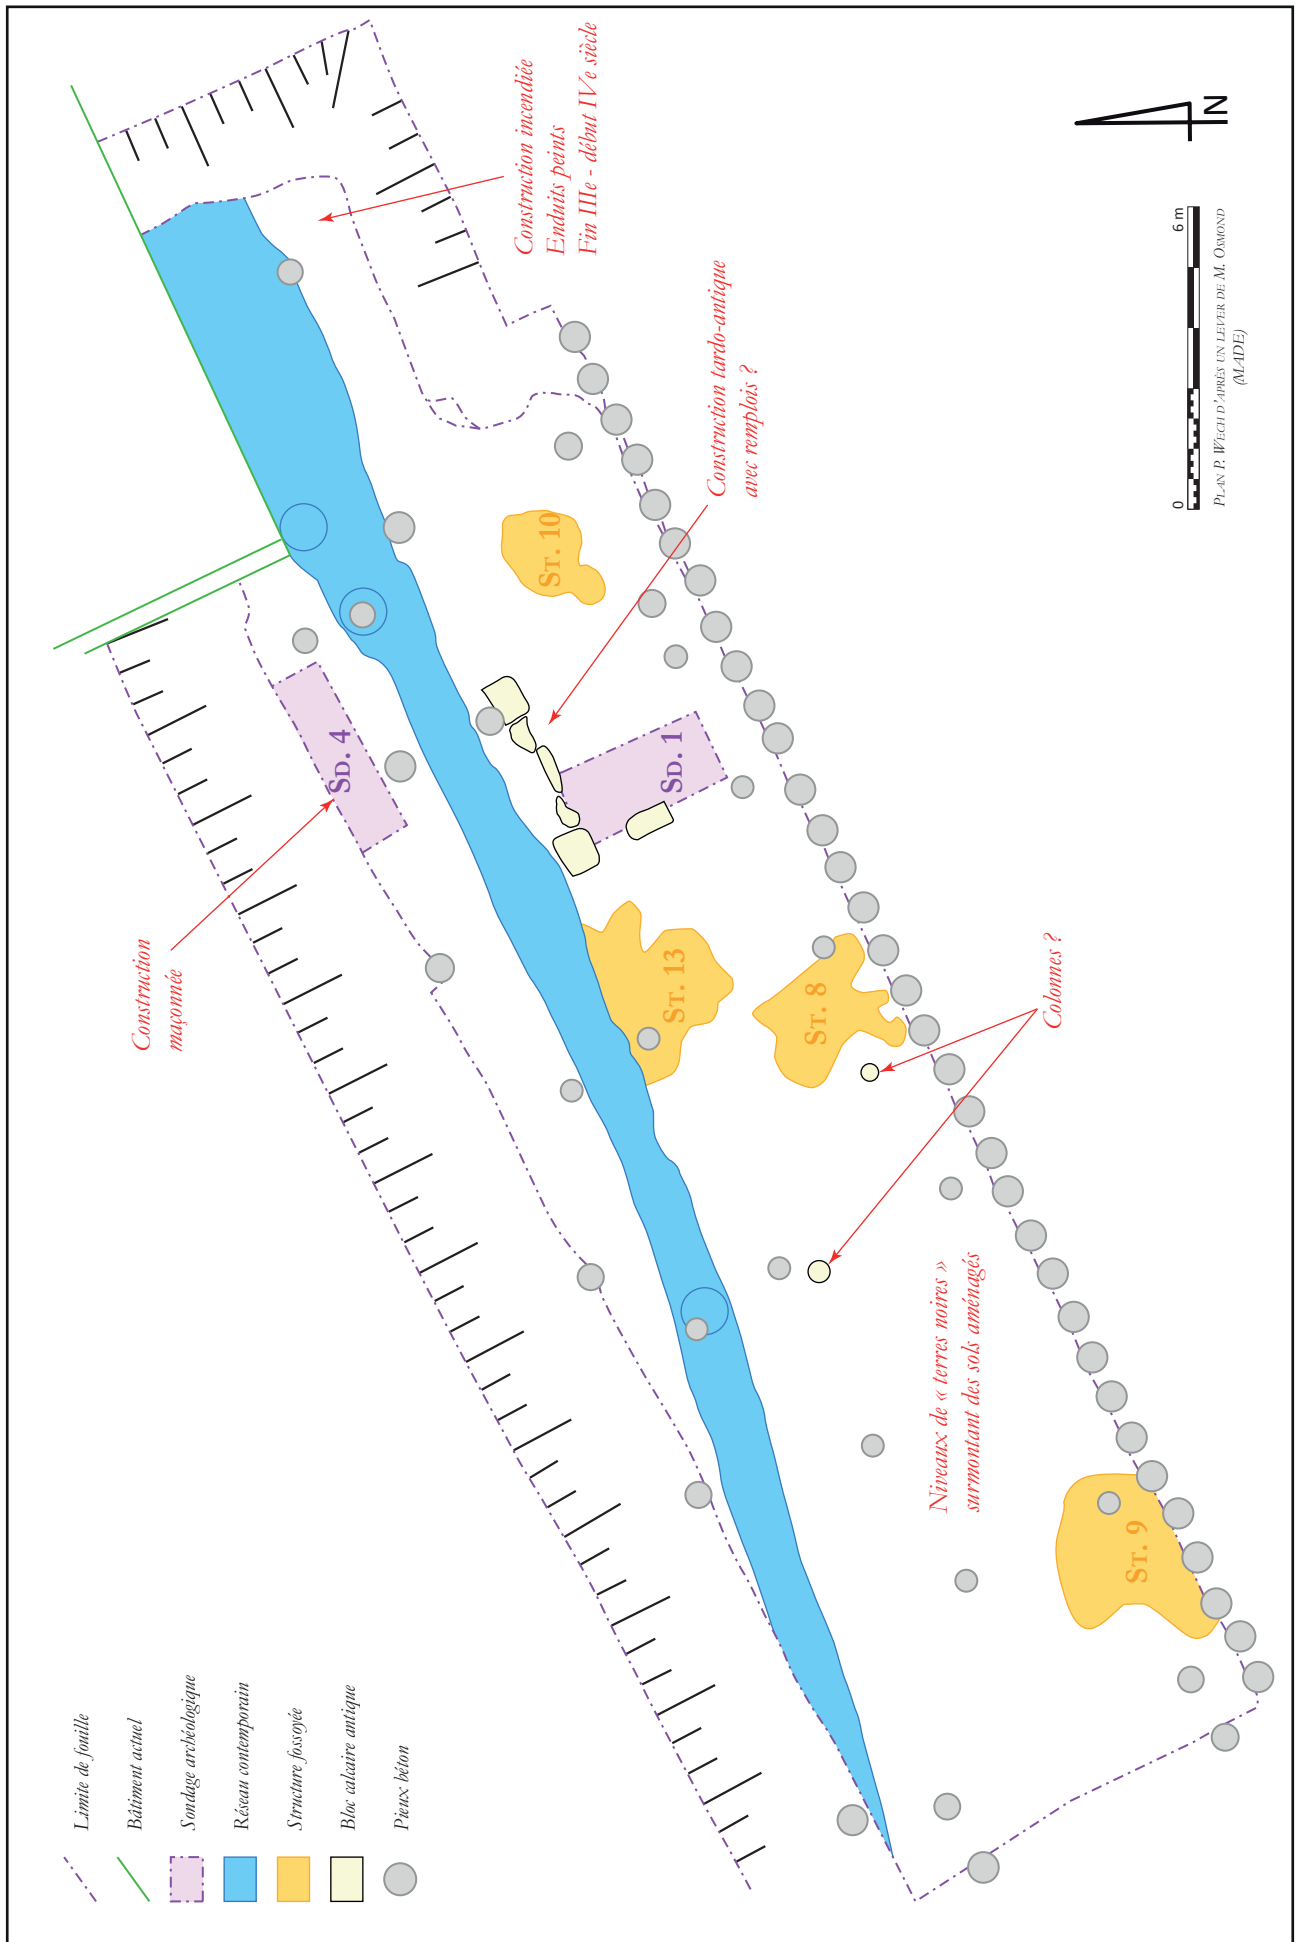 Construction incendiée
Enduits peints
Fin IIIe - début IVe siècle
Construction tardo-antique
avec remplois ?
Construction
maçonnée
Colonnes ?
Niveaux de « terres noires »
surmontant des sols aménagés
St. 10
Sd. 4
Sd. 1
St. 13
St. 8
St. 9
N
0 6 m
Plan P. Wech d'après un lever de M. Osmond
(MADE)
Limite de fouille
Bâtiment actuel
Sondage archéologique
Réseau contemporain
Structure fossoyée
Bloc calcaire antique
Pieux béton